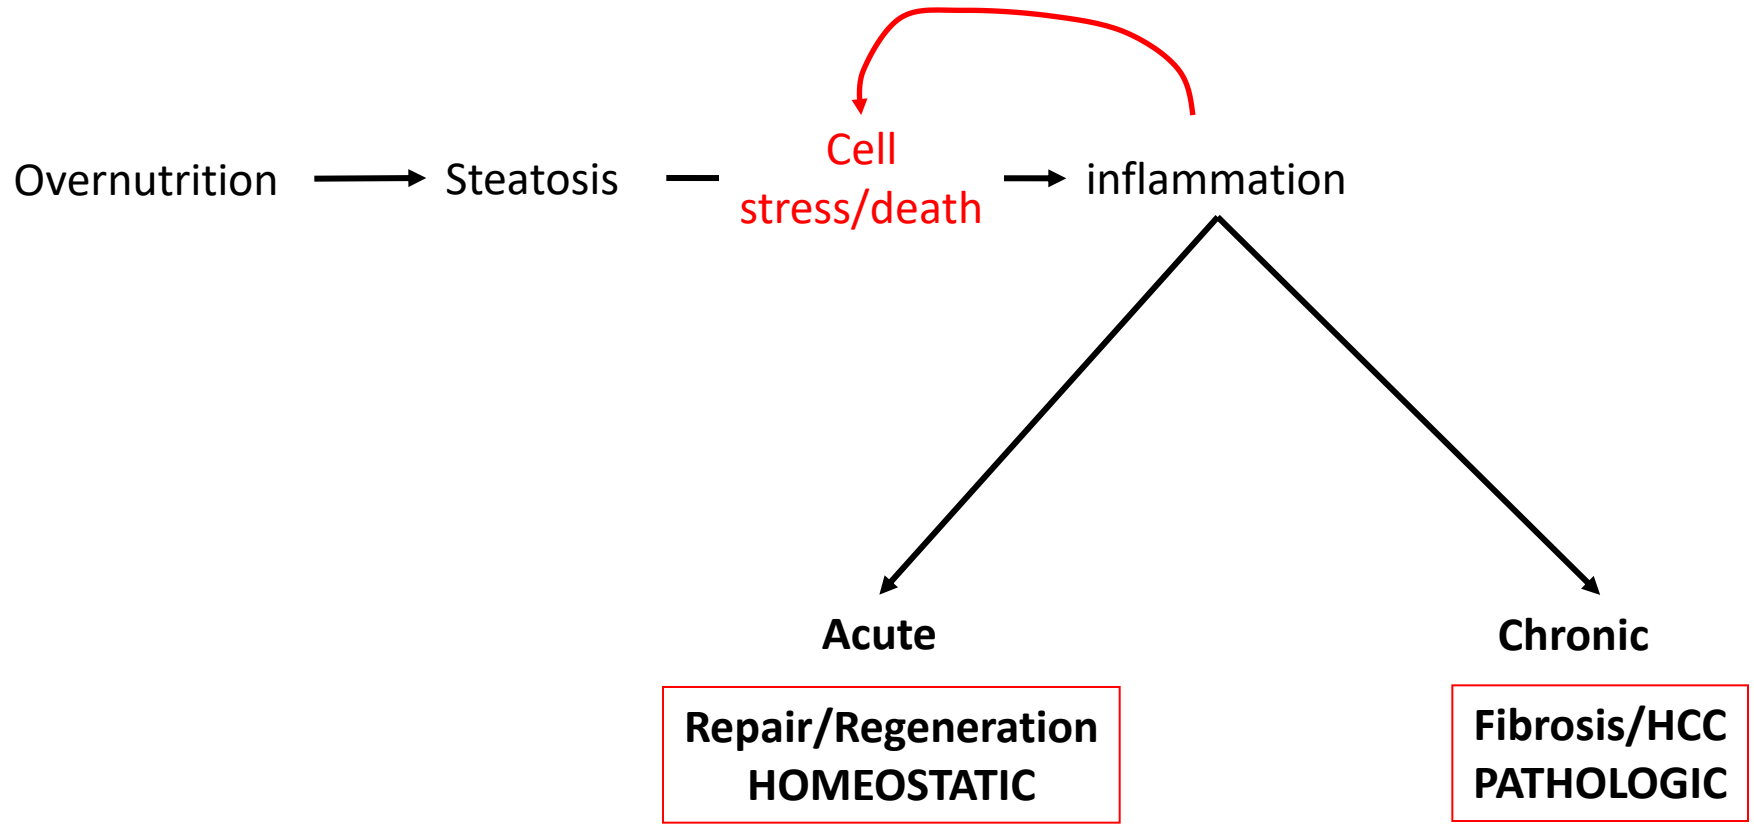 Overnutrition
Steatosis
Cell
stress/death
inflammation
Acute
Chronic
Repair/Regeneration
HOMEOSTATIC
Fibrosis/HCC
PATHOLOGIC